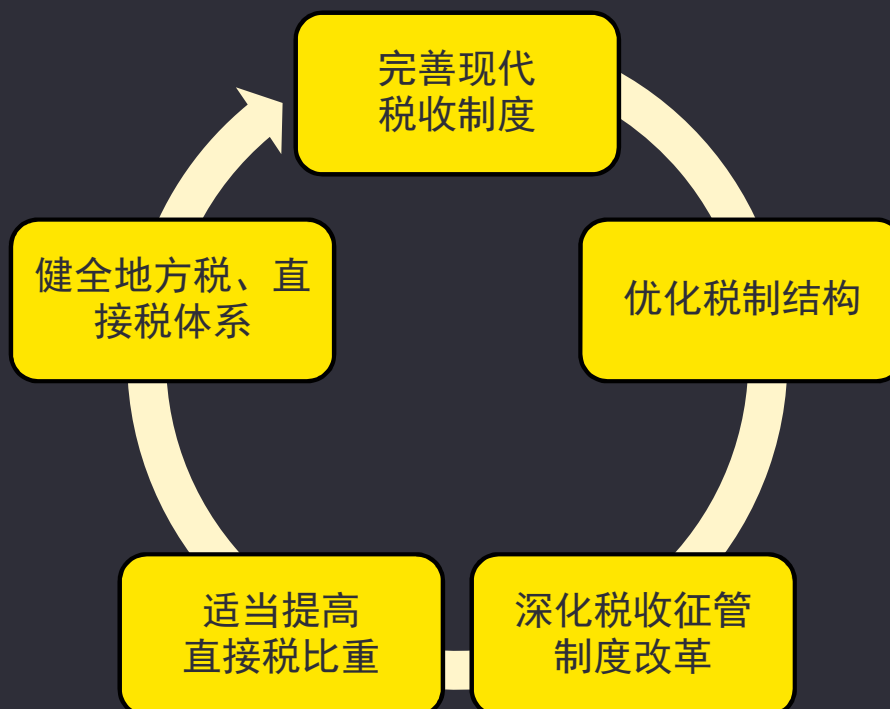 完善现代
税收制度
优化税制结构
深化税收征管
制度改革
适当提高
直接税比重
健全地方税、直
接税体系